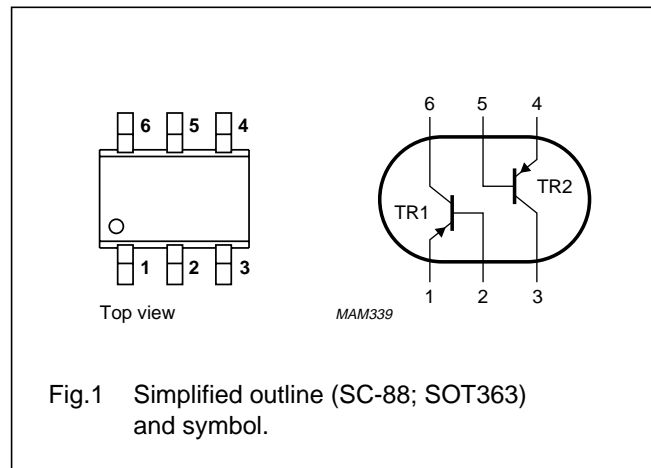 6 5 4
1 2 3
Top view
6 5 4
TR1
TR2
1 2 3
MAM339
Fig.1 Simplified outline (SC-88; SOT363)
and symbol.